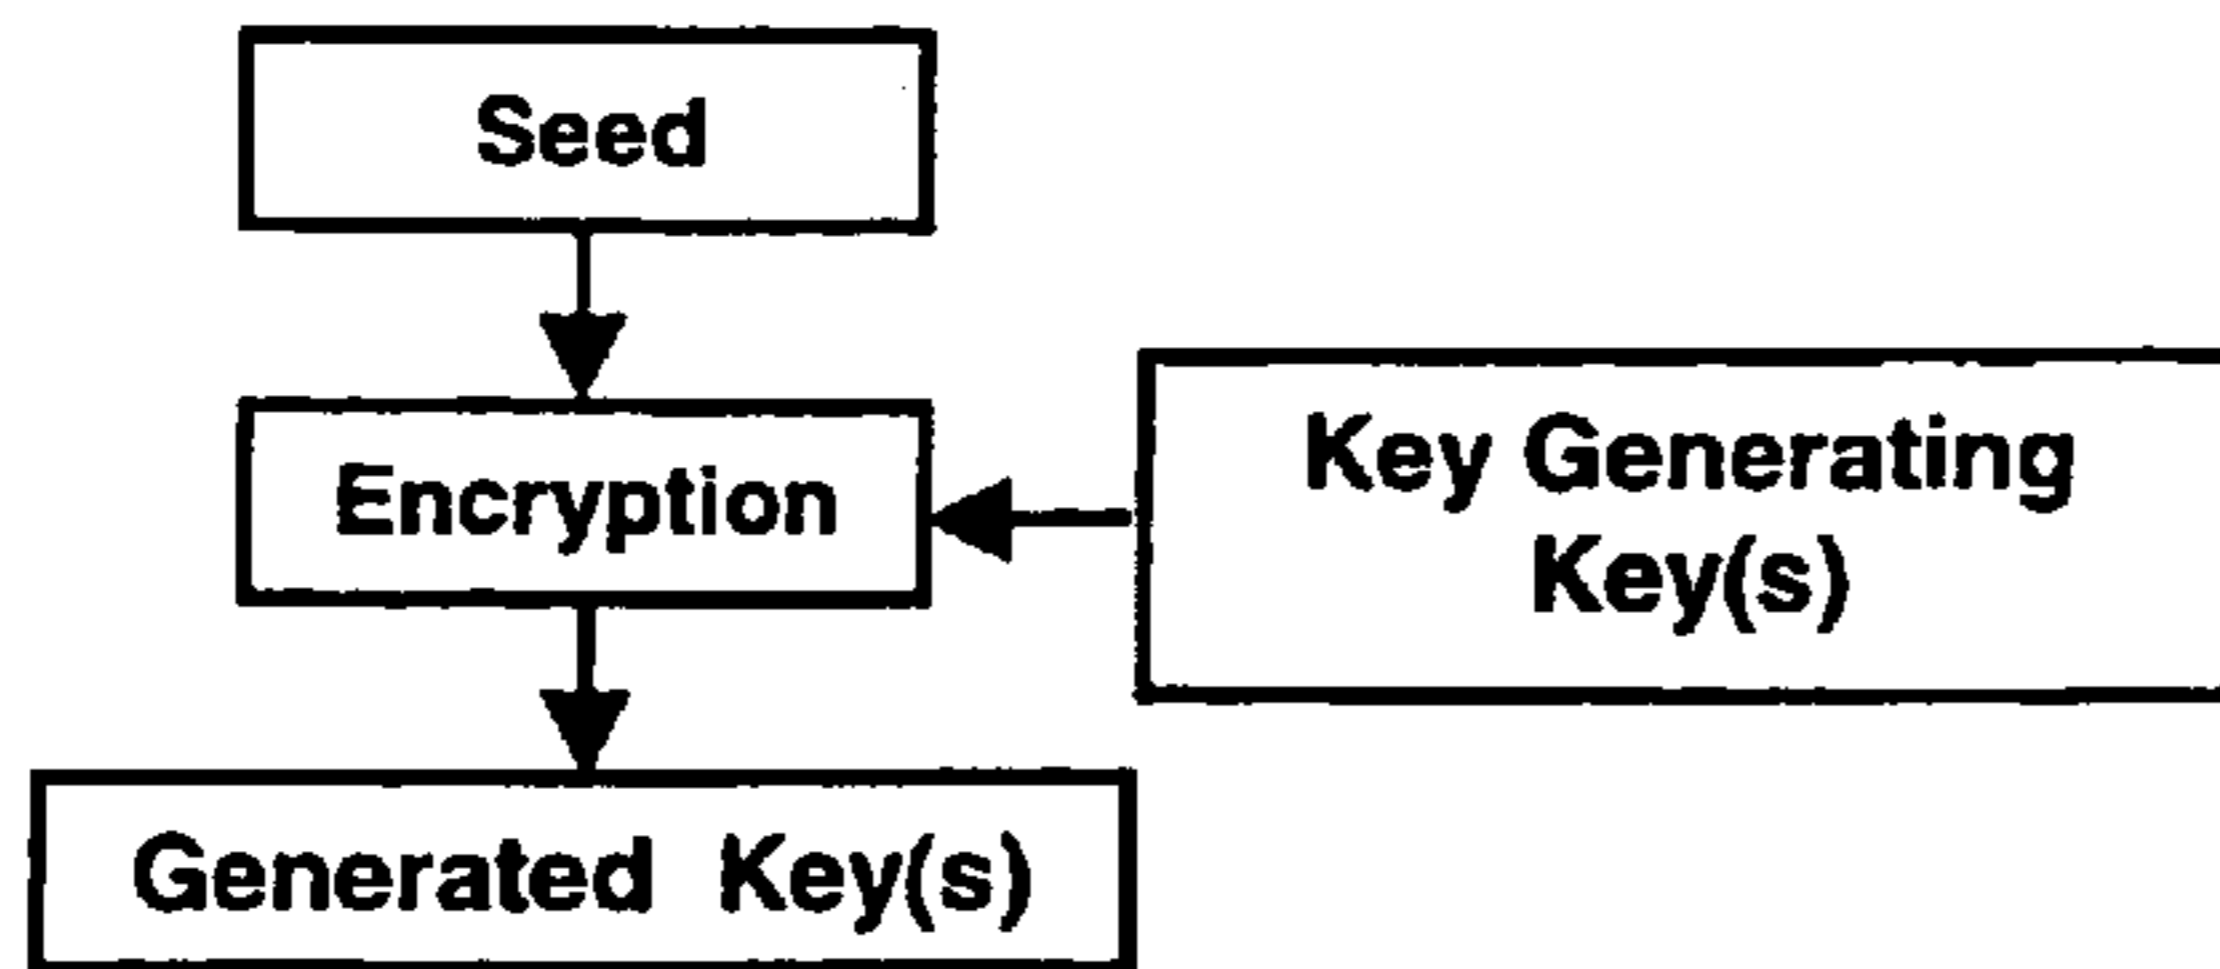 Seed
Encryption
Key Generating
Key(s)
Generated Key(s)